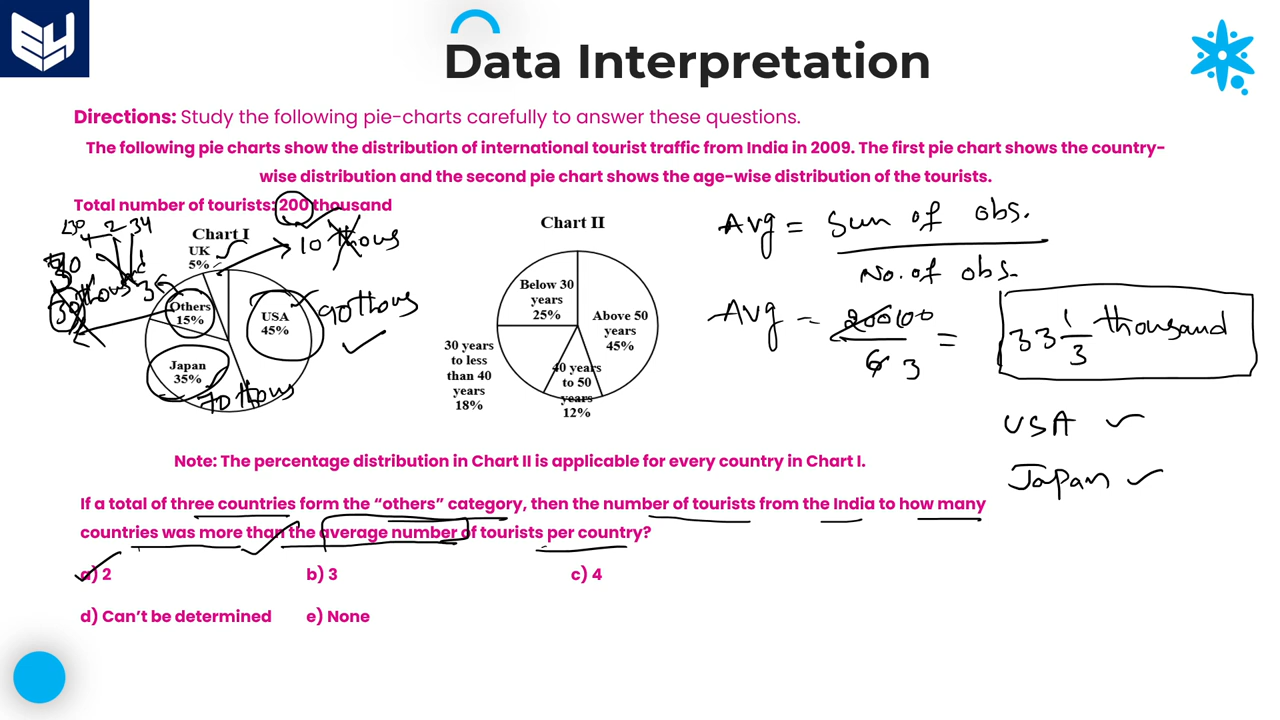 Data Interpretation
Directions: Study the following pie-charts carefully to answer these questions.
The following pie charts show the distribution of international tourist traffic from India in 2009. The first pie chart shows the country-
wise distribution and the second pie chart shows the age-wise distribution of the tourists.
Total number of tourists: 200 thousand
Chart I
UK
5%
10 thous
Others
15%
USA
45%
90 thous
Japan
35%
70 thous
30 thous
Chart II
Below 30
years
25%
Above 50
years
45%
30 years
to less
than 40
years
18%
40 years
to 50
years
12%
Avg = Sum of obs.
No. of obs.
Avg = 200
6 3
= 33 1/3 thousand
USA
Japan
Note: The percentage distribution in Chart II is applicable for every country in Chart I.
If a total of three countries form the “others” category, then the number of tourists from the India to how many
countries was more than the average number of tourists per country?
a) 2 b) 3 c) 4
d) Can’t be determined e) None